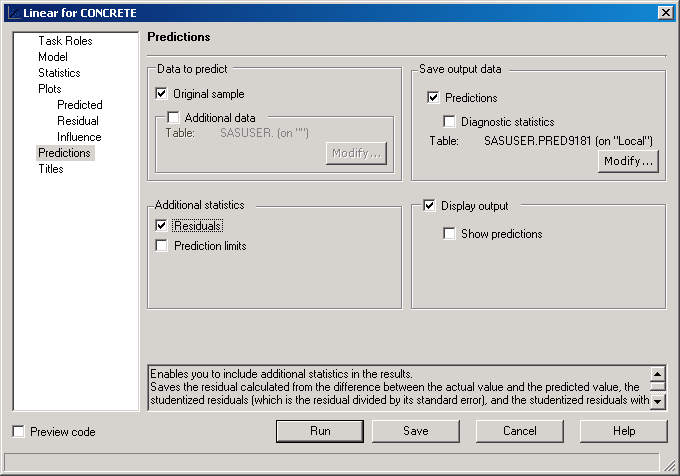 Linear for CONCRETE
Task Roles
Model
Statistics
Plots
Predicted
Residual
Influence
Predictions
Titles
Predictions
Data to predict
Original sample
Additional data
Table: SASUSER. (on "")
Modify...
Save output data
Predictions
Diagnostic statistics
Table: SASUSER.PRED9181 (on "Local")
Modify...
Additional statistics
Residuals
Prediction limits
Display output
Show predictions
Enables you to include additional statistics in the results.
Saves the residual calculated from the difference between the actual value and the predicted value, the
studentized residuals (which is the residual divided by its standard error), and the studentized residuals with
Preview code
Run
Save
Cancel
Help